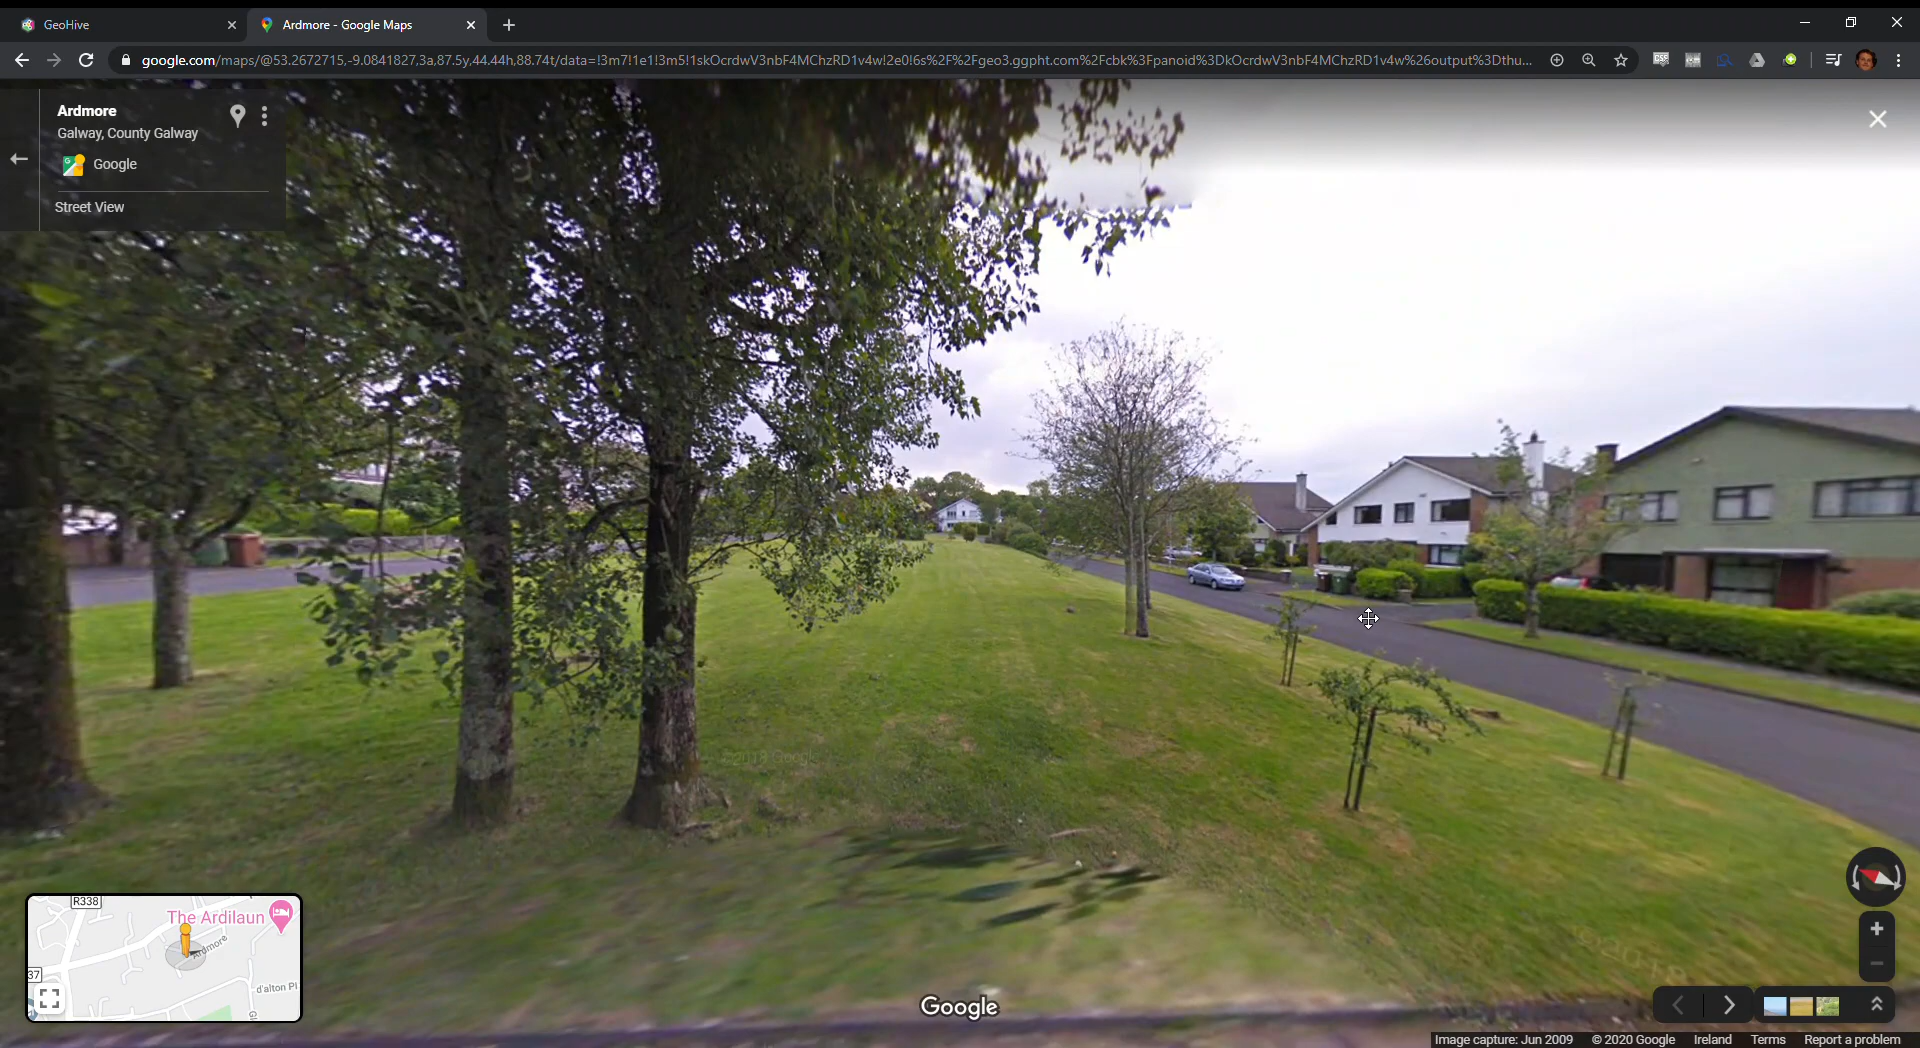 GeoHive
Ardmore - Google Maps
google.com/maps/@53.2672715,-9.0841827,3a,87.5y,44.44h,88.74t/data=!3m7!1e1!3m5!1skOcrdwV3nbF4MChzRD1v4w!2e0!6s%2F%2Fgeo3.ggpht.com%2Fcbk%3Fpanoid%3DkOcrdwV3nbF4MChzRD1v4w%26output%3Dthu...
Ardmore
Galway, County Galway
Google
Street View
R338
The Ardilaun
Ardmore
37
d'alton Pl
Google
Image capture: Jun 2009 © 2020 Google Ireland Terms Report a problem